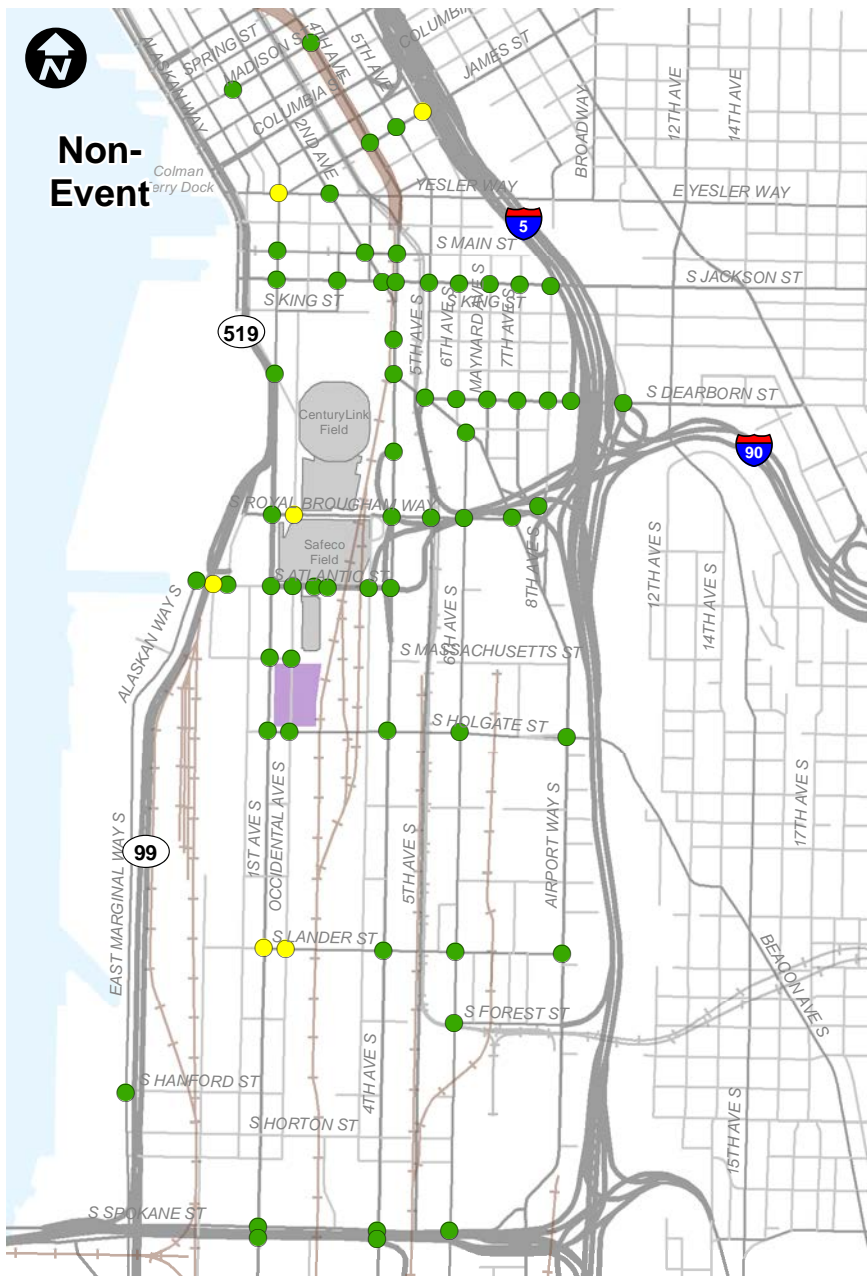 N
Non-
Event
Colman
Ferry Dock
ALASKAN WAY
SPRING ST
MADISON S
COLUMBIA S
4TH AVE
5TH AVE
COLUMBIA
JAMES ST
2ND AVE
BROADWAY
12TH AVE
14TH AVE
YESLER WAY
E YESLER WAY
5
S MAIN ST
S JACKSON ST
S KING ST
S KING ST
519
5TH AVE S
6TH AVE S
MAYNARD AVE S
7TH AVE S
S DEARBORN ST
CenturyLink
Field
90
S ROYAL BROUGHAM WAY
Safeco
Field
S ATLANTIC ST
8TH AVE S
ALASKAN WAY S
6TH AVE S
12TH AVE S
14TH AVE S
S MASSACHUSETTS ST
S HOLGATE ST
EAST MARGINAL WAY S
99
1ST AVE S
OCCIDENTAL AVE S
5TH AVE S
AIRPORT WAY S
17TH AVE S
S LANDER ST
BEACON AVE S
S FOREST ST
S HANFORD ST
4TH AVE S
S HORTON ST
15TH AVE S
S SPOKANE ST